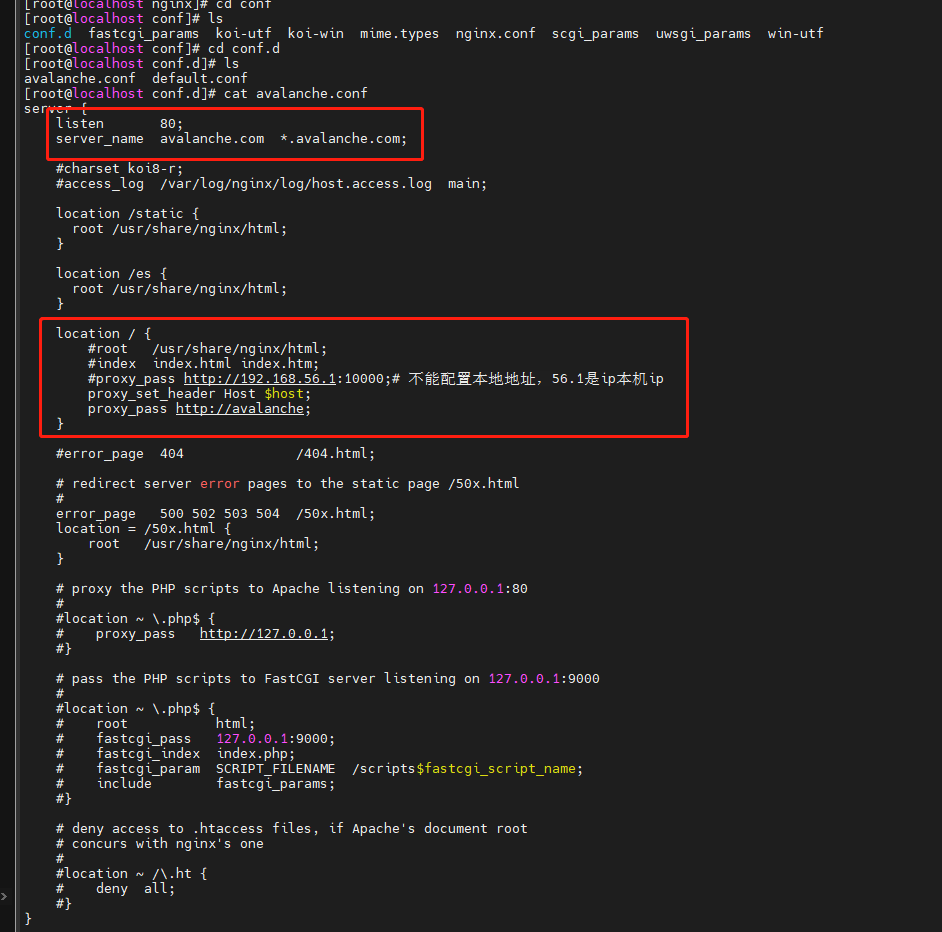 [root@localhost nginx]# cd conf
[root@localhost conf]# ls
conf.d  fastcgi_params  koi-utf  koi-win  mime.types  nginx.conf  scgi_params  uwsgi_params  win-utf
[root@localhost conf]# cd conf.d
[root@localhost conf.d]# ls
avalanche.conf  default.conf
[root@localhost conf.d]# cat avalanche.conf
server {
    listen       80;
    server_name  avalanche.com  *.avalanche.com;
    #charset koi8-r;
    #access_log  /var/log/nginx/log/host.access.log  main;
    location /static {
      root /usr/share/nginx/html;
    }
    location /es {
      root /usr/share/nginx/html;
    }
    location / {
        #root   /usr/share/nginx/html;
        #index  index.html index.htm;
        #proxy_pass http://192.168.56.1:10000;# 不能配置本地地址，56.1是ip本机ip
        proxy_set_header Host $host;
        proxy_pass http://avalanche;
    }
    #error_page  404              /404.html;
    # redirect server error pages to the static page /50x.html
    #
    error_page   500 502 503 504  /50x.html;
    location = /50x.html {
        root   /usr/share/nginx/html;
    }
    # proxy the PHP scripts to Apache listening on 127.0.0.1:80
    #
    #location ~ \.php$ {
    #    proxy_pass   http://127.0.0.1;
    #}
    # pass the PHP scripts to FastCGI server listening on 127.0.0.1:9000
    #
    #location ~ \.php$ {
    #    root           html;
    #    fastcgi_pass   127.0.0.1:9000;
    #    fastcgi_index  index.php;
    #    fastcgi_param  SCRIPT_FILENAME  /scripts$fastcgi_script_name;
    #    include        fastcgi_params;
    #}
    # deny access to .htaccess files, if Apache's document root
    # concurs with nginx's one
    #
    #location ~ /\.ht {
    #    deny  all;
    #}
}